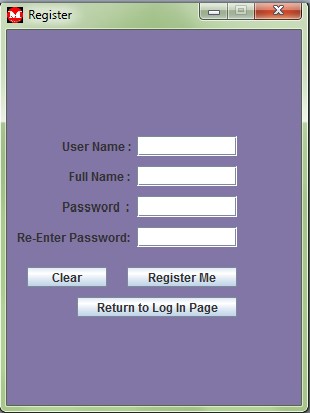 Register
User Name :
Full Name :
Password :
Re-Enter Password:
Clear Register Me
Return to Log In Page